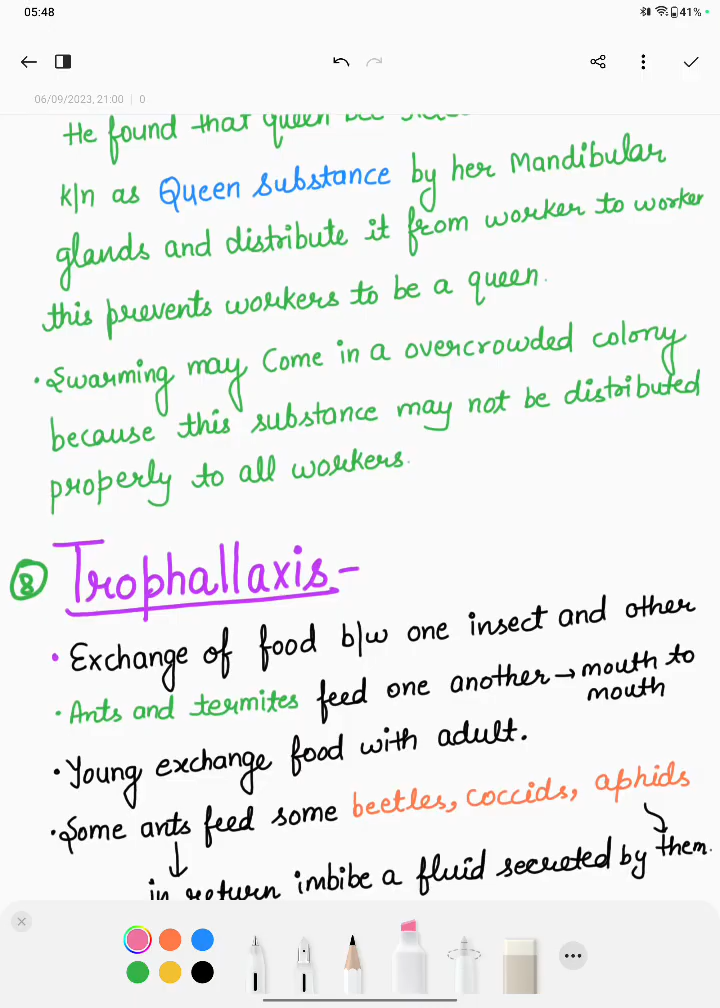 05:48
41%
06/09/2023, 21:00 | 0
He found that queen bee
k/n as Queen substance by her Mandibular
glands and distribute it from worker to worker
this prevents workers to be a queen.
• Swarming may Come in a overcrowded colony
because this substance may not be distributed
properly to all workers.
8 Trophallaxis-
• Exchange of food b/w one insect and other
• Ants and termites feed one another → mouth to
mouth
• Young exchange food with adult.
• Some ants feed some beetles, coccids, aphids
in return imbibe a fluid secreted by them.